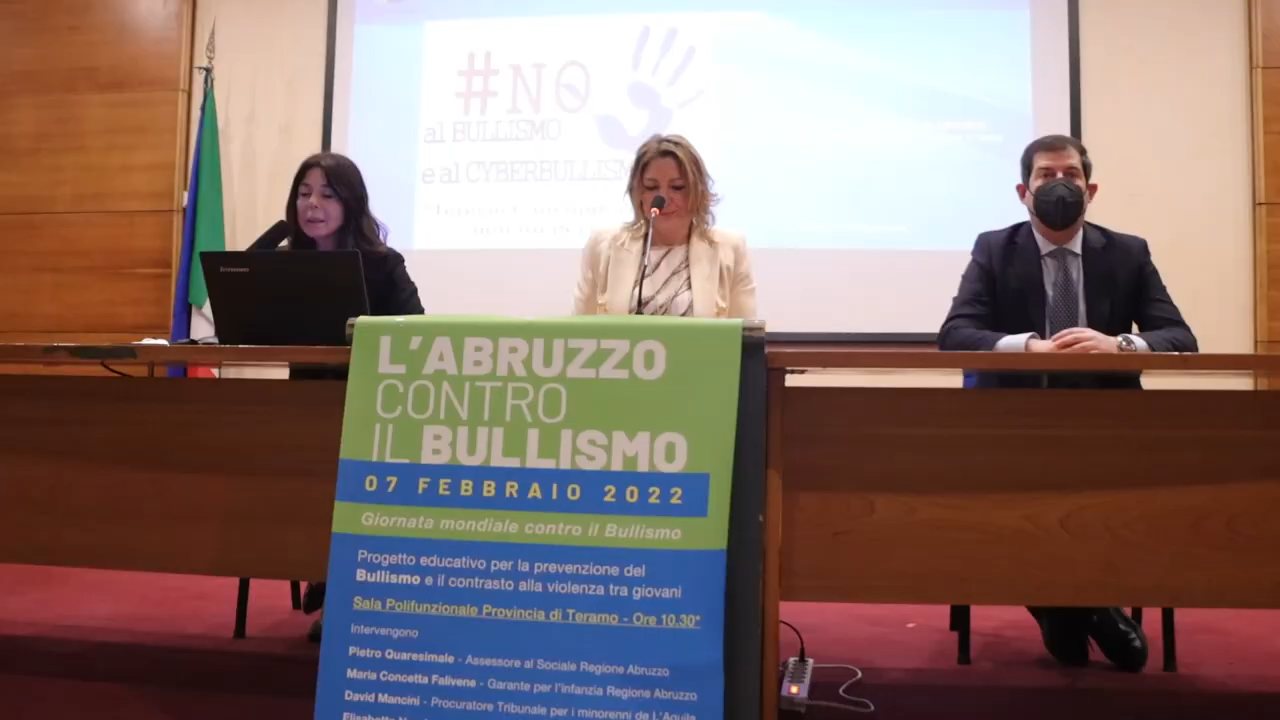 #NO
al BULLISMO
e al CYBERBULLISM
lenovo
L'ABRUZZO
CONTRO
IL BULLISMO
07 FEBBRAIO 2022
Giornata mondiale contro il Bullismo
Progetto educativo per la prevenzione del
Bullismo e il contrasto alla violenza tra giovani
Sala Polifunzionale Provincia di Teramo - Ore 10.30*
Intervengono
Pietro Quaresimale - Assessore al Sociale Regione Abruzzo
Maria Concetta Falivene - Garante per l'infanzia Regione Abruzzo
David Mancini - Procuratore Tribunale per i minorenni de L'Aquila
Elisabetta